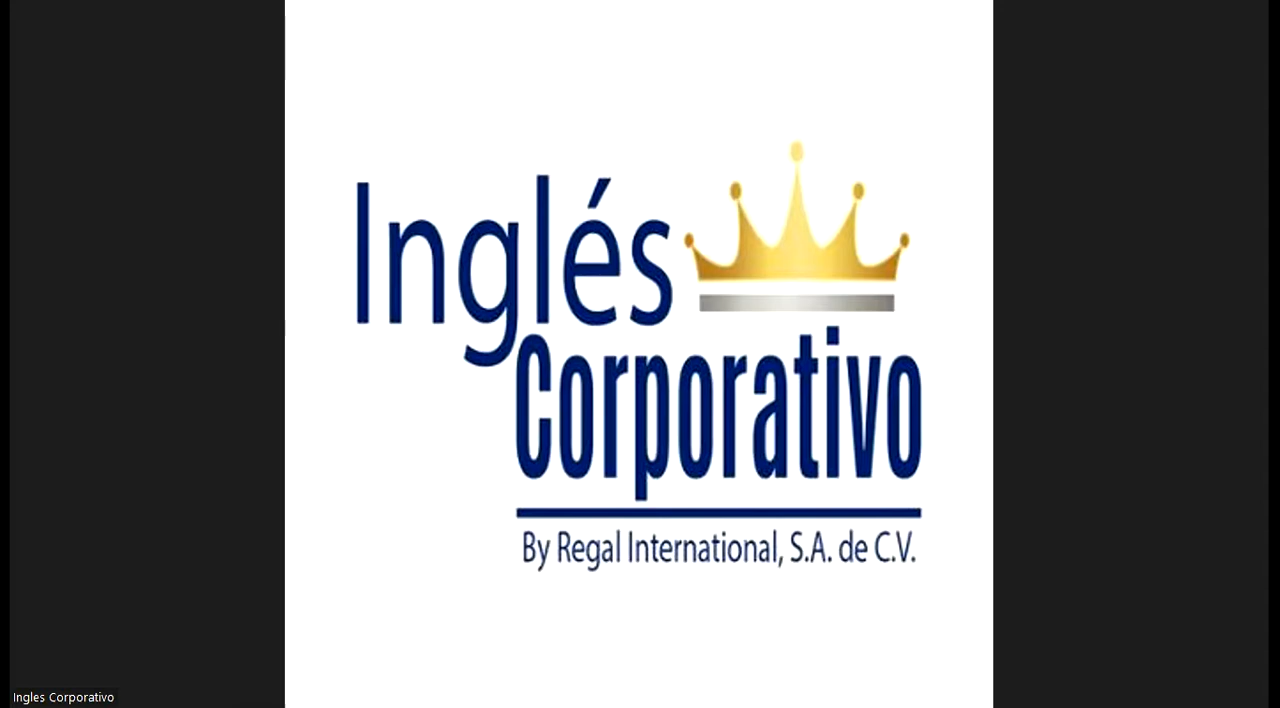 Inglés
Corporativo
By Regal International, S.A. de C.V.
Ingles Corporativo